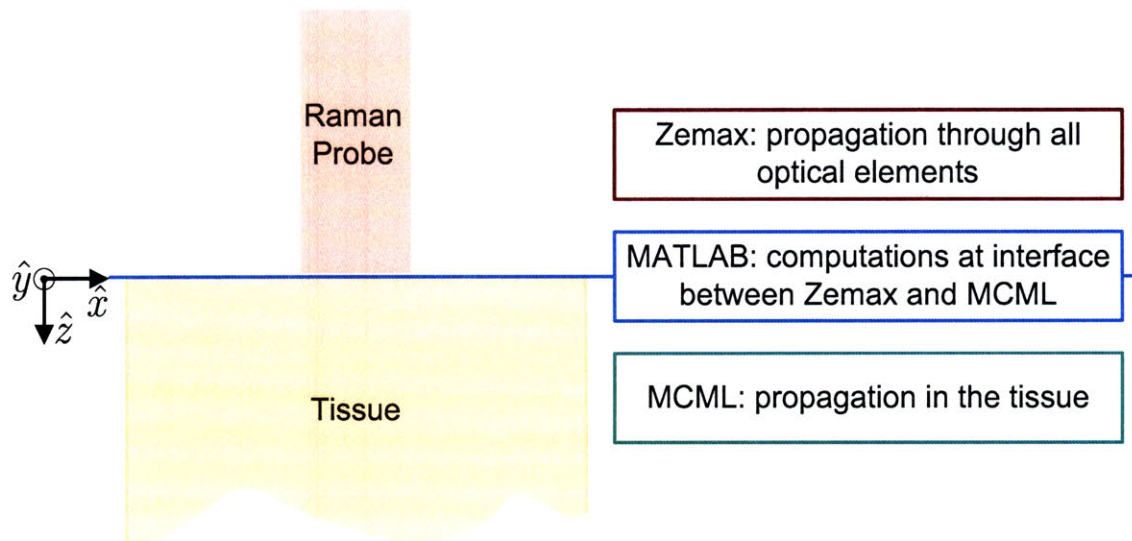 Raman
Probe
Zemax: propagation through all
optical elements
ŷ
x̂
ẑ
MATLAB: computations at interface
between Zemax and MCML
Tissue
MCML: propagation in the tissue